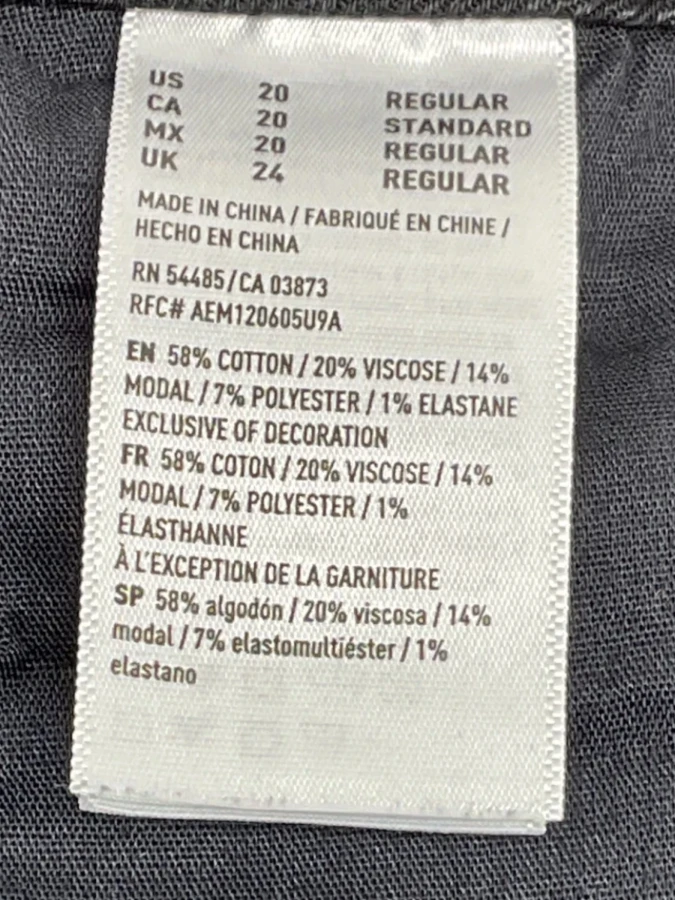 US 20 REGULAR
CA 20 STANDARD
MX 20 REGULAR
UK 24 REGULAR
MADE IN CHINA / FABRIQUÉ EN CHINE /
HECHO EN CHINA
RN 54485/CA 03873
RFC# AEM120605U9A
EN 58% COTTON / 20% VISCOSE / 14%
MODAL / 7% POLYESTER / 1% ELASTANE
EXCLUSIVE OF DECORATION
FR 58% COTON / 20% VISCOSE / 14%
MODAL / 7% POLYESTER / 1%
ÉLASTHANNE
À L'EXCEPTION DE LA GARNITURE
SP 58% algodón / 20% viscosa / 14%
modal / 7% elastomultiéster / 1%
elastano